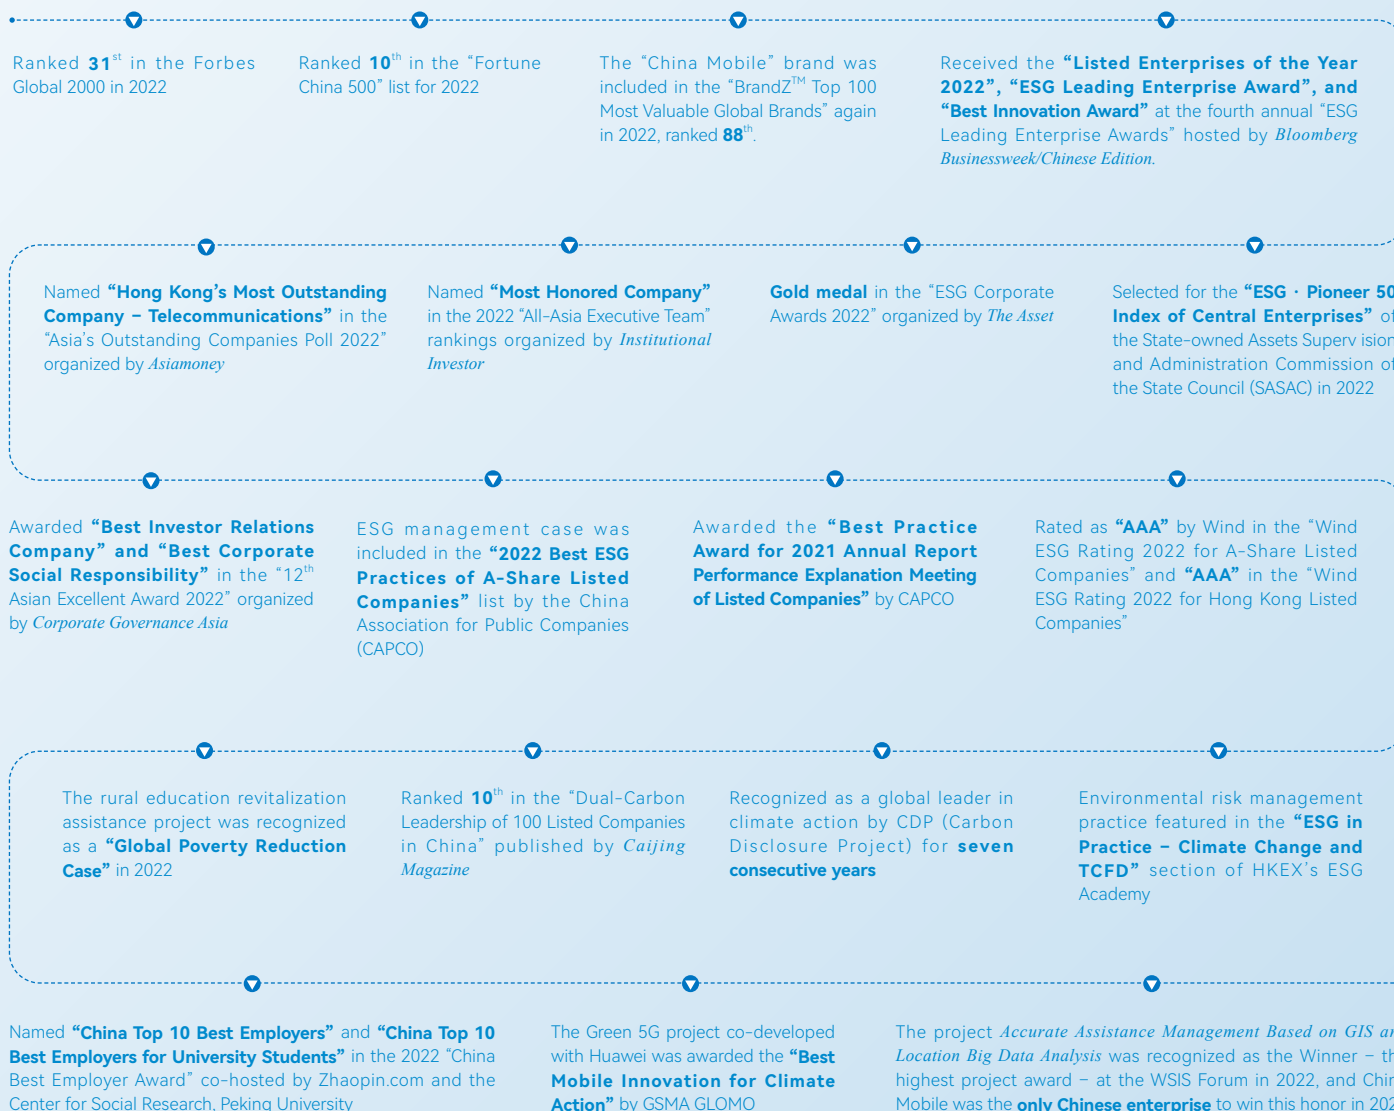 Ranked 31st in the Forbes
Global 2000 in 2022
Ranked 10th in the “Fortune
China 500” list for 2022
The “China Mobile” brand was
included in the “BrandZ™ Top 100
Most Valuable Global Brands” again
in 2022, ranked 88th.
Received the “Listed Enterprises of the Year
2022”, “ESG Leading Enterprise Award”, and
“Best Innovation Award” at the fourth annual “ESG
Leading Enterprise Awards” hosted by Bloomberg
Businessweek/Chinese Edition.
Named “Hong Kong’s Most Outstanding
Company – Telecommunications” in the
“Asia’s Outstanding Companies Poll 2022”
organized by Asiamoney
Named “Most Honored Company”
in the 2022 “All-Asia Executive Team”
rankings organized by Institutional
Investor
Gold medal in the “ESG Corporate
Awards 2022” organized by The Asset
Selected for the “ESG · Pioneer 50
Index of Central Enterprises” of
the State-owned Assets Superv ision
and Administration Commission of
the State Council (SASAC) in 2022
Awarded “Best Investor Relations
Company” and “Best Corporate
Social Responsibility” in the “12th
Asian Excellent Award 2022” organized
by Corporate Governance Asia
ESG management case was
included in the “2022 Best ESG
Practices of A-Share Listed
Companies” list by the China
Association for Public Companies
(CAPCO)
Awarded the “Best Practice
Award for 2021 Annual Report
Performance Explanation Meeting
of Listed Companies” by CAPCO
Rated as “AAA” by Wind in the “Wind
ESG Rating 2022 for A-Share Listed
Companies” and “AAA” in the “Wind
ESG Rating 2022 for Hong Kong Listed
Companies”
The rural education revitalization
assistance project was recognized
as a “Global Poverty Reduction
Case” in 2022
Ranked 10th in the “Dual-Carbon
Leadership of 100 Listed Companies
in China” published by Caijing
Magazine
Recognized as a global leader in
climate action by CDP (Carbon
Disclosure Project) for seven
consecutive years
Environmental risk management
practice featured in the “ESG in
Practice – Climate Change and
TCFD” section of HKEX’s ESG
Academy
Named “China Top 10 Best Employers” and “China Top 10
Best Employers for University Students” in the 2022 “China
Best Employer Award” co-hosted by Zhaopin.com and the
Center for Social Research, Peking University
The Green 5G project co-developed
with Huawei was awarded the “Best
Mobile Innovation for Climate
Action” by GSMA GLOMO
The project Accurate Assistance Management Based on GIS
Location Big Data Analysis was recognized as the Winner –
highest project award – at the WSIS Forum in 2022, and
Mobile was the only Chinese enterprise to win this honor in